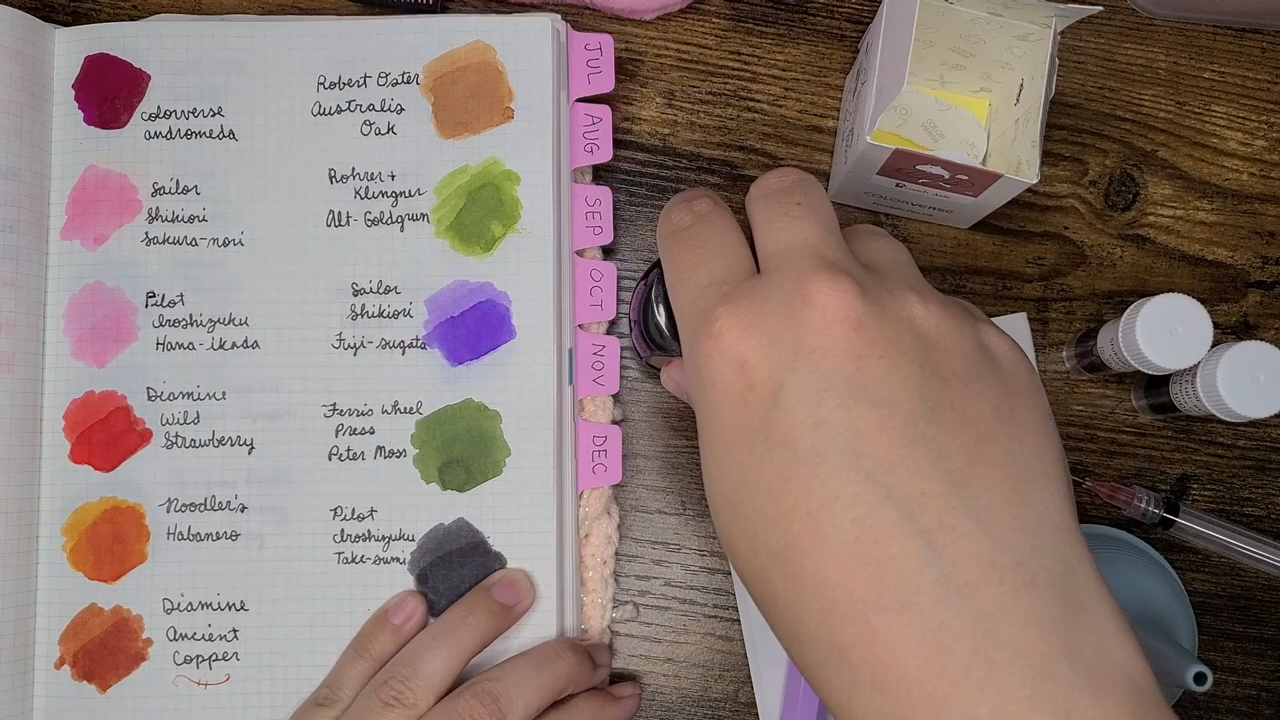 colorverse
andromeda
Sailor
Shikiori
Sakura-nori
Pilot
Iroshizuku
Hana-ikada
Diamine
Wild
Strawberry
Noodler's
Habanero
Diamine
Ancient
Copper
Robert Oster
Australis
Oak
Rohrer +
Klingner
Alt-Goldgrun
Sailor
Shikiori
Fuji-sugata
Ferris Wheel
Press
Peter Moss
Pilot
Iroshizuku
Take-sumi
JUL
AUG
SEP
OCT
NOV
DEC
COLORVERSE